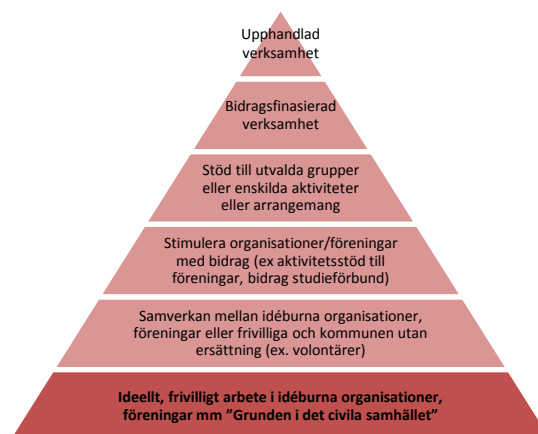 Upphandlad
verksamhet
Bidragsfinasierad
verksamhet
Stöd till utvalda grupper
eller enskilda aktiviteter
eller arrangemang
Stimulera organisationer/föreningar
med bidrag (ex aktivitetsstöd till
föreningar, bidrag studieförbund)
Samverkan mellan idéburna organisationer,
föreningar eller frivilliga och kommunen utan
ersättning (ex. volontärer)
Ideellt, frivilligt arbete i idéburna organisationer,
föreningar mm ”Grunden i det civila samhället”